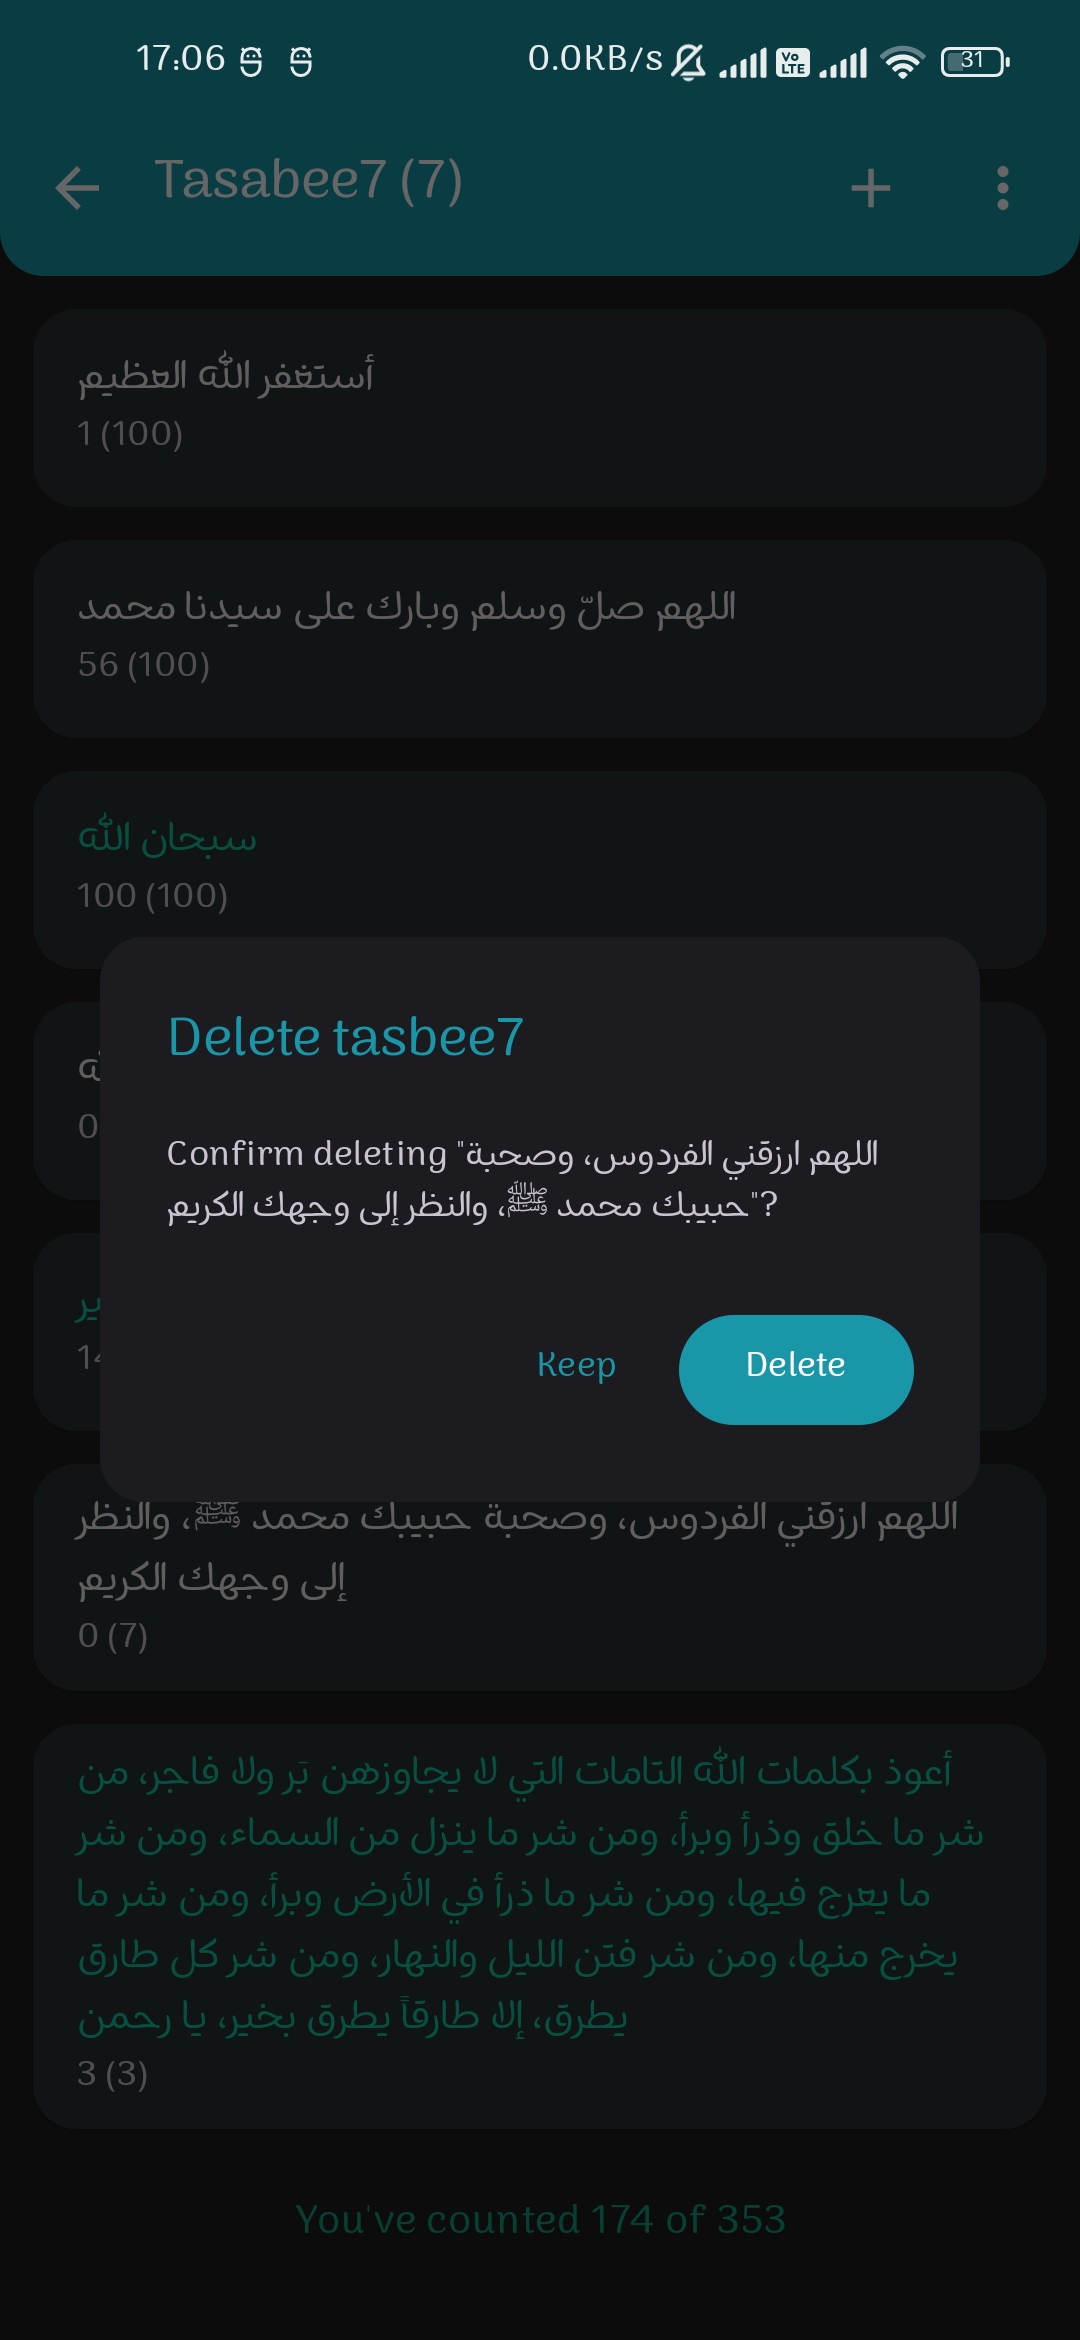 17:06
0.0KB/s
Vo LTE
31
Tasabee7 (7)
أستغفر الله العظيم
1 (100)
اللهم صلّ وسلم وبارك على سيدنا محمد
56 (100)
سبحان الله
100 (100)
0
14
Delete tasbee7
Confirm deleting "اللهم ارزقني الفردوس، وصحبة
حبيبك محمد ﷺ، والنظر إلى وجهك الكريم"?
Keep
Delete
اللهم ارزقني الفردوس، وصحبة حبيبك محمد ﷺ، والنظر
إلى وجهك الكريم
0 (7)
أعوذ بكلمات الله التامات التي لا يجاوزهن بر ولا فاجر، من
شر ما خلق وذرأ وبرأ، ومن شر ما ينزل من السماء، ومن شر
ما يعرج فيها، ومن شر ما ذرأ في الأرض وبرأ، ومن شر ما
يخرج منها، ومن شر فتن الليل والنهار، ومن شر كل طارق
يطرق، إلا طارقاً يطرق بخير، يا رحمن
3 (3)
You've counted 174 of 353